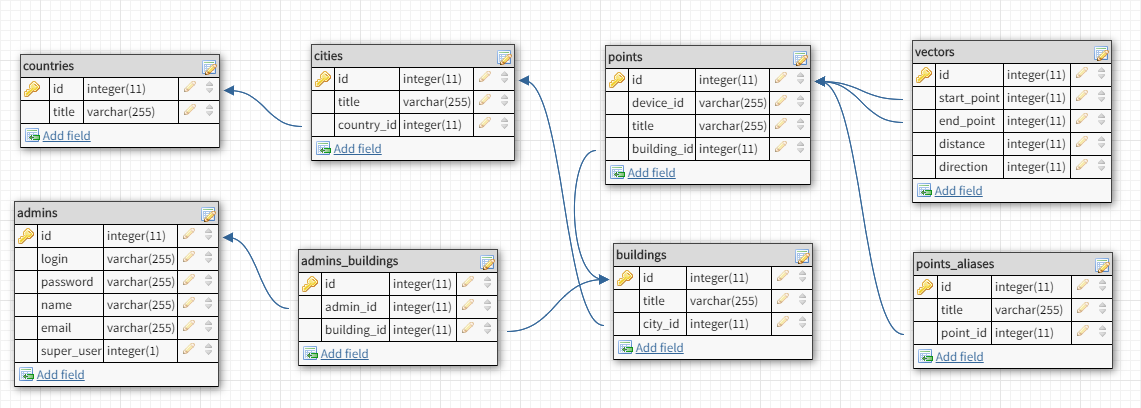 countries
id integer(11)
title varchar(255)
Add field
cities
id integer(11)
title varchar(255)
country_id integer(11)
Add field
points
id integer(11)
device_id varchar(255)
title varchar(255)
building_id integer(11)
Add field
vectors
id integer(11)
start_point integer(11)
end_point integer(11)
distance integer(11)
direction integer(11)
Add field
admins
id integer(11)
login varchar(255)
password varchar(255)
name varchar(255)
email varchar(255)
super_user integer(1)
Add field
admins_buildings
id integer(11)
admin_id integer(11)
building_id integer(11)
Add field
buildings
id integer(11)
title varchar(255)
city_id integer(11)
Add field
points_aliases
id integer(11)
title varchar(255)
point_id integer(11)
Add field